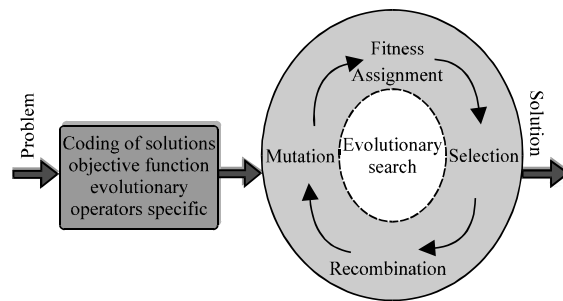 Problem
Coding of solutions
objective function
evolutionary
operators specific
Fitness
Assignment
Mutation
Evolutionary
search
Selection
Recombination
Solution